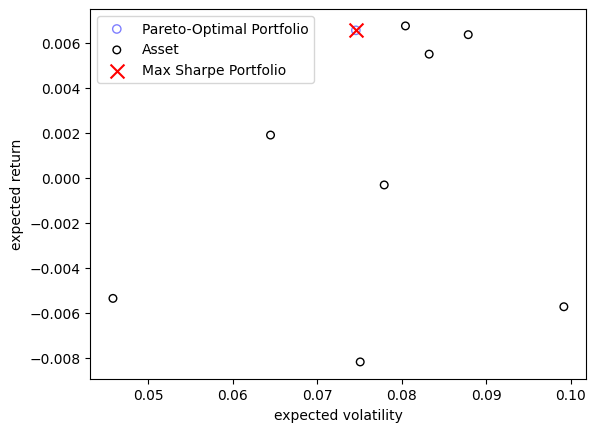 Pareto-Optimal Portfolio
Asset
Max Sharpe Portfolio
0.006
0.004
0.002
0.000
−0.002
−0.004
−0.006
−0.008
expected return
0.05
0.06
0.07
0.08
0.09
0.10
expected volatility